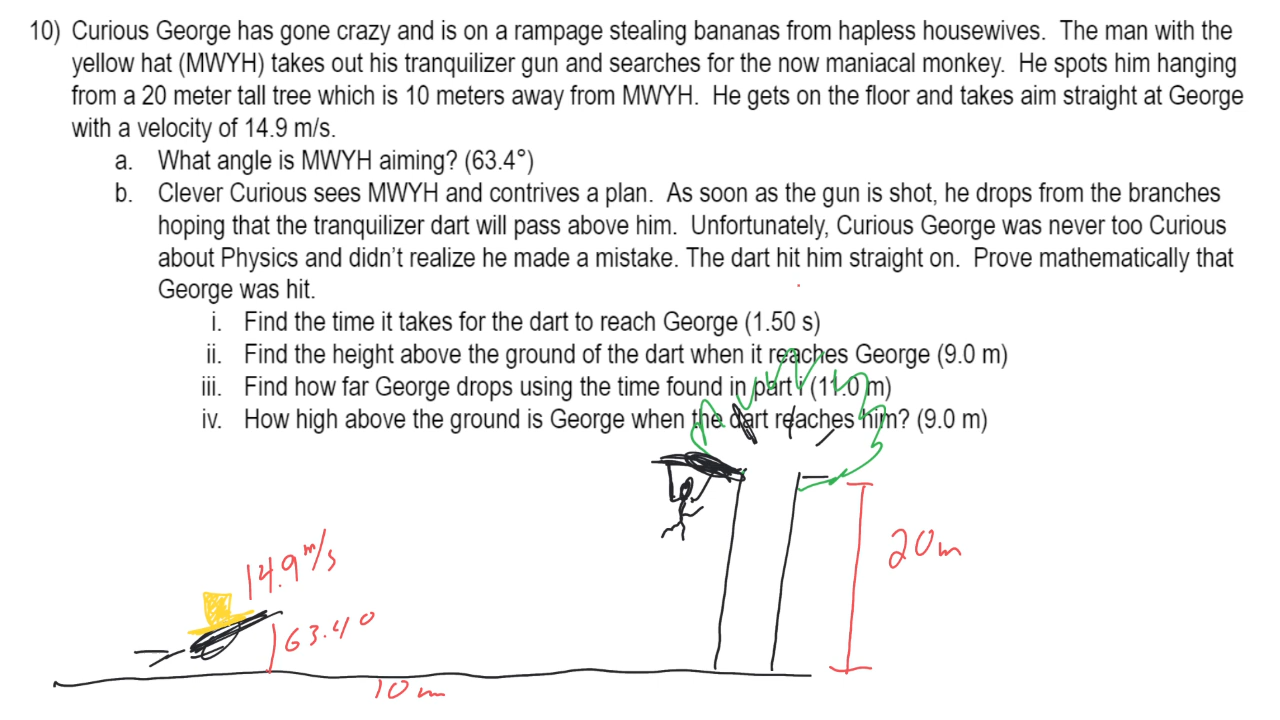 10) Curious George has gone crazy and is on a rampage stealing bananas from hapless housewives. The man with the
yellow hat (MWYH) takes out his tranquilizer gun and searches for the now maniacal monkey. He spots him hanging
from a 20 meter tall tree which is 10 meters away from MWYH. He gets on the floor and takes aim straight at George
with a velocity of 14.9 m/s.
a. What angle is MWYH aiming? (63.4°)
b. Clever Curious sees MWYH and contrives a plan. As soon as the gun is shot, he drops from the branches
hoping that the tranquilizer dart will pass above him. Unfortunately, Curious George was never too Curious
about Physics and didn't realize he made a mistake. The dart hit him straight on. Prove mathematically that
George was hit.
i. Find the time it takes for the dart to reach George (1.50 s)
ii. Find the height above the ground of the dart when it reaches George (9.0 m)
iii. Find how far George drops using the time found in part i (11.0 m)
iv. How high above the ground is George when the dart reaches him? (9.0 m)
14.9 m/s
20m
63.4°
10 m